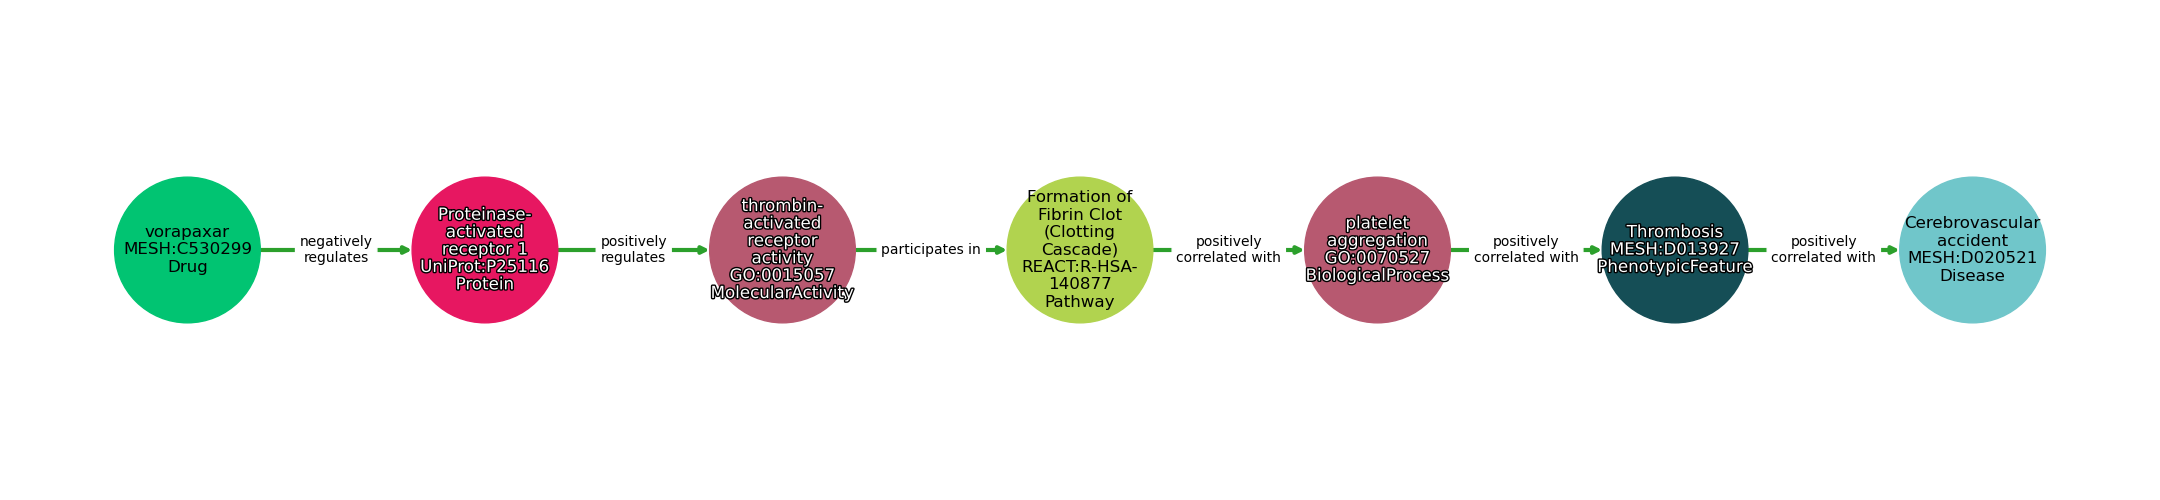 vorapaxar
MESH:C530299
Drug
negatively
regulates
Proteinase-
activated
receptor 1
UniProt:P25116
Protein
positively
regulates
thrombin-
activated
receptor
activity
GO:0015057
MolecularActivity
participates in
Formation of
Fibrin Clot
(Clotting
Cascade)
REACT:R-HSA-
140877
Pathway
positively
correlated with
platelet
aggregation
GO:0070527
BiologicalProcess
positively
correlated with
Thrombosis
MESH:D013927
PhenotypicFeature
positively
correlated with
Cerebrovascular
accident
MESH:D020521
Disease